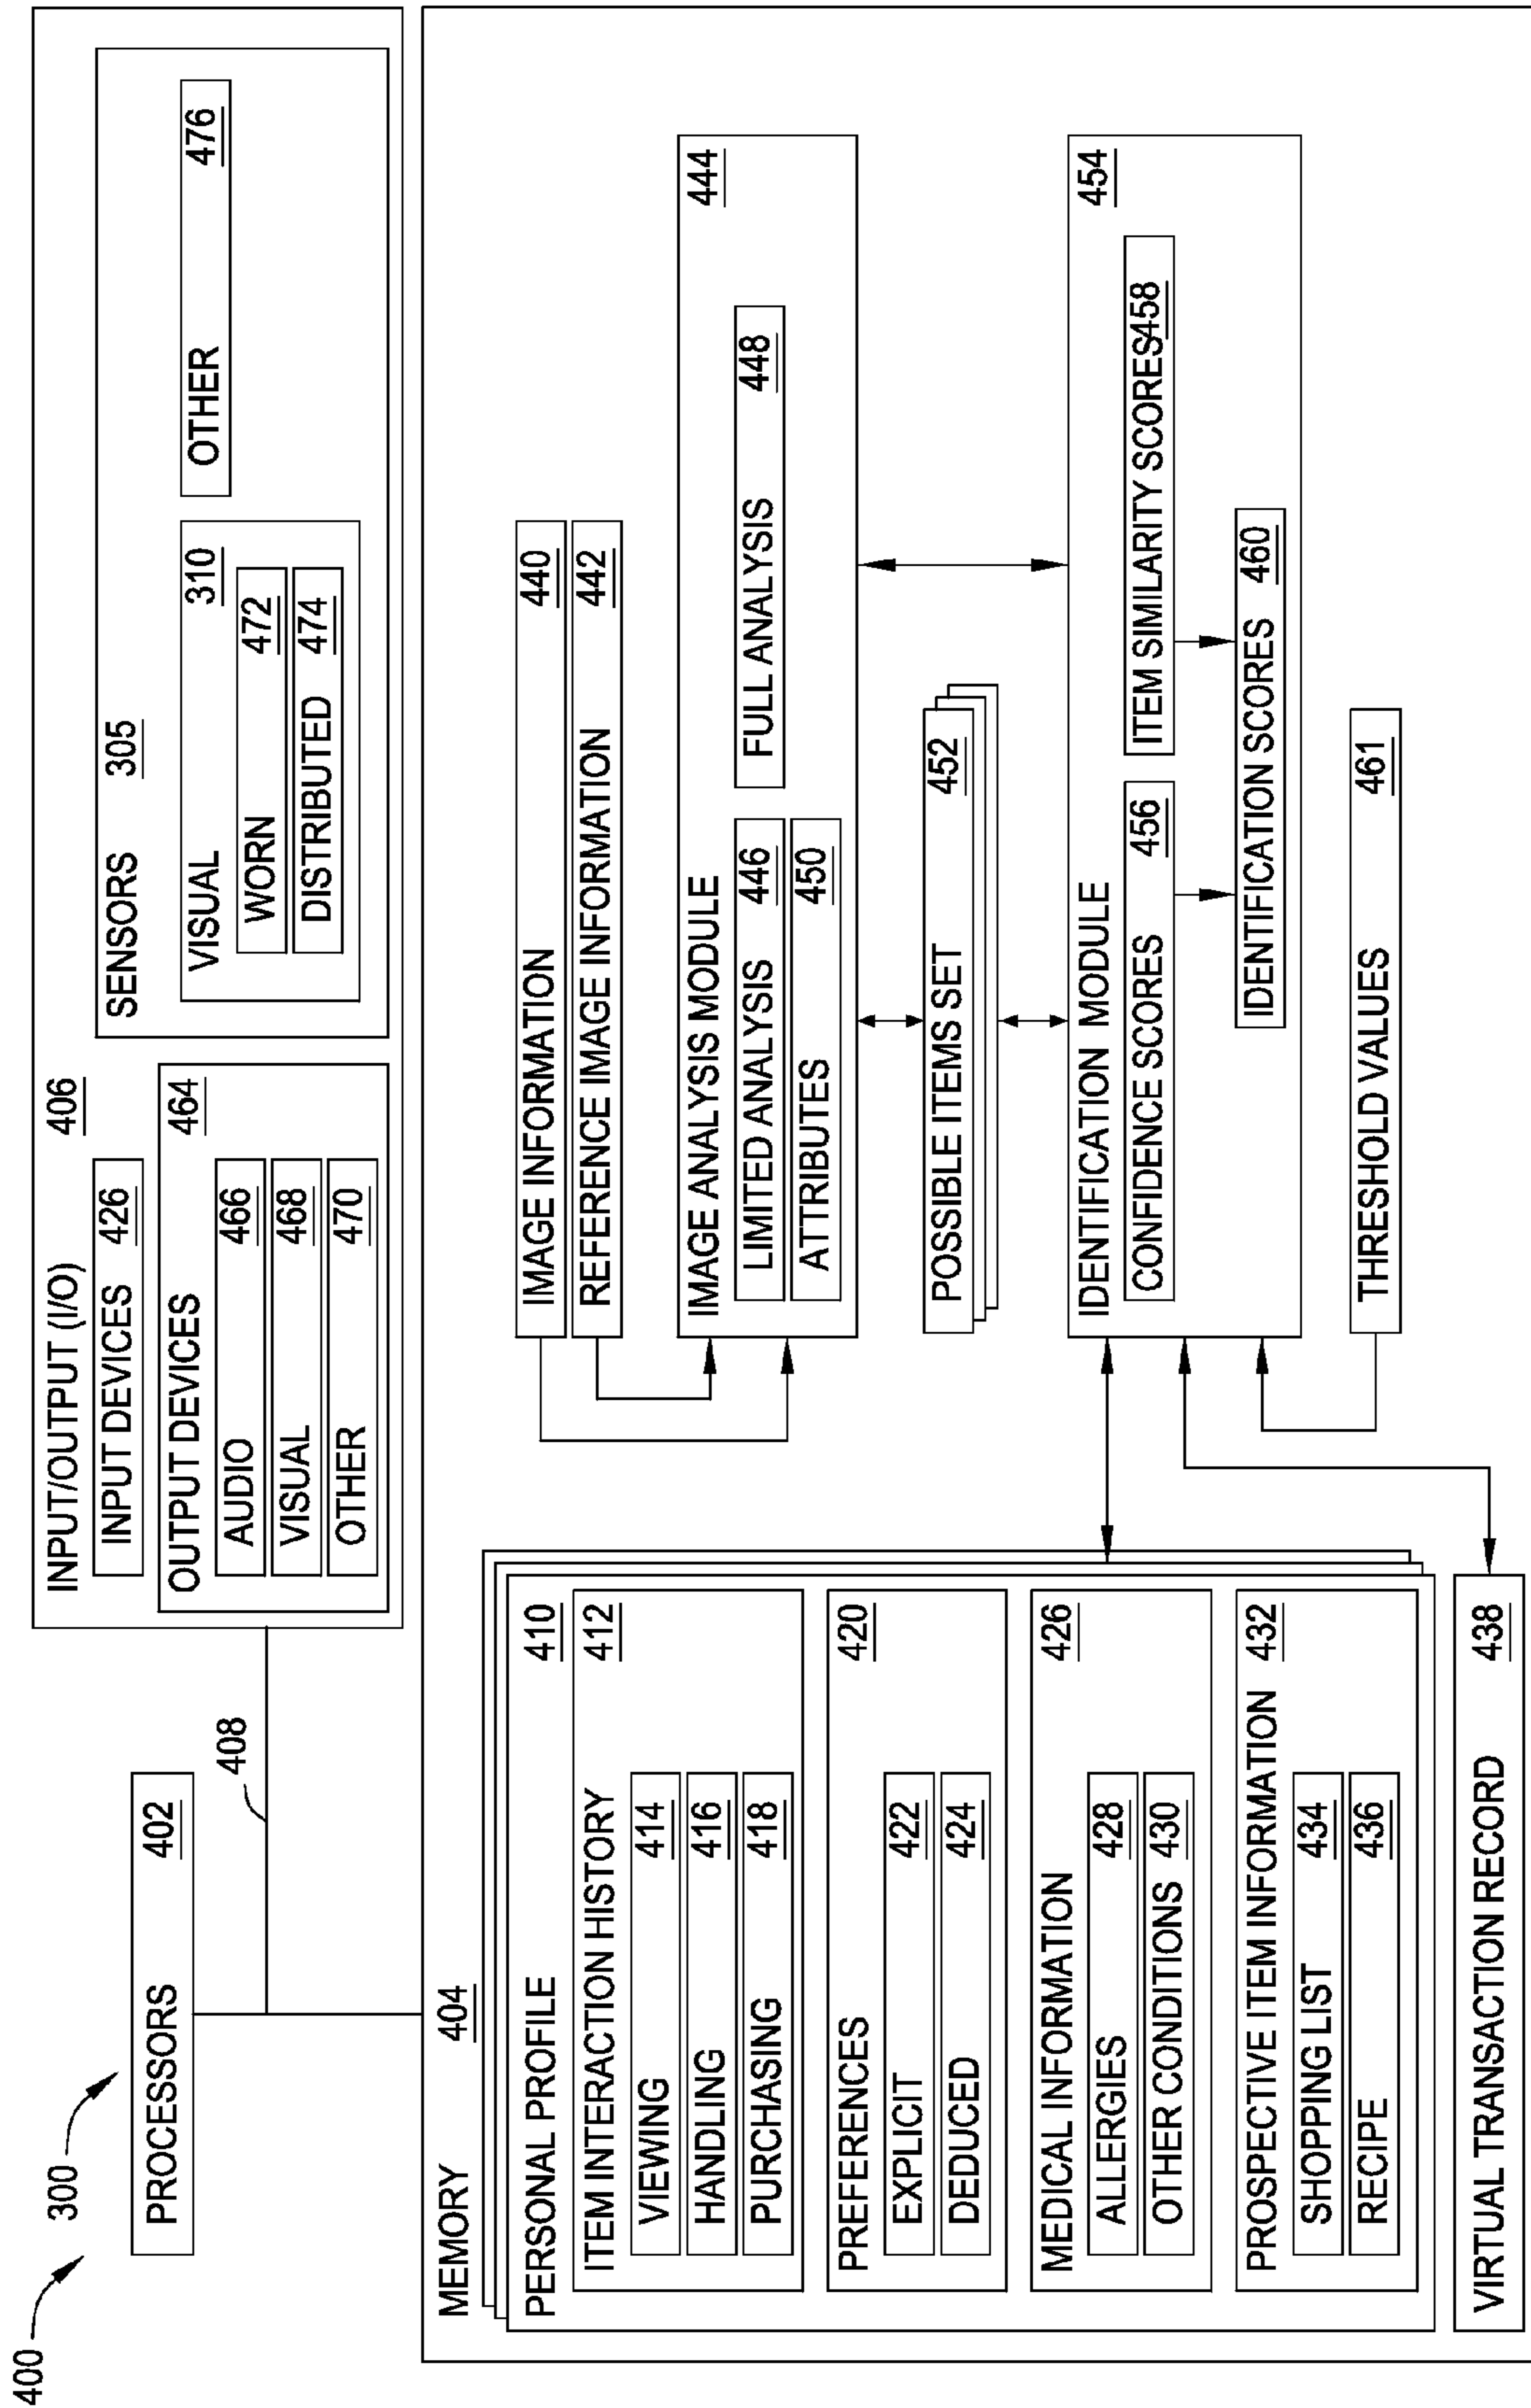 400
300
PROCESSORS 402
408
INPUT/OUTPUT (I/O) 406
INPUT DEVICES 426
OUTPUT DEVICES 464
AUDIO 466
VISUAL 468
OTHER 470
SENSORS 305
VISUAL 310
WORN 472
DISTRIBUTED 474
OTHER 476
MEMORY 404
PERSONAL PROFILE 410
ITEM INTERACTION HISTORY 412
VIEWING 414
HANDLING 416
PURCHASING 418
PREFERENCES 420
EXPLICIT 422
DEDUCED 424
MEDICAL INFORMATION 426
ALLERGIES 428
OTHER CONDITIONS 430
PROSPECTIVE ITEM INFORMATION 432
SHOPPING LIST 434
RECIPE 436
VIRTUAL TRANSACTION RECORD 438
IMAGE INFORMATION 440
REFERENCE IMAGE INFORMATION 442
IMAGE ANALYSIS MODULE 444
LIMITED ANALYSIS 446
FULL ANALYSIS 448
ATTRIBUTES 450
POSSIBLE ITEMS SET 452
IDENTIFICATION MODULE 454
CONFIDENCE SCORES 456
ITEM SIMILARITY SCORES 458
IDENTIFICATION SCORES 460
THRESHOLD VALUES 461